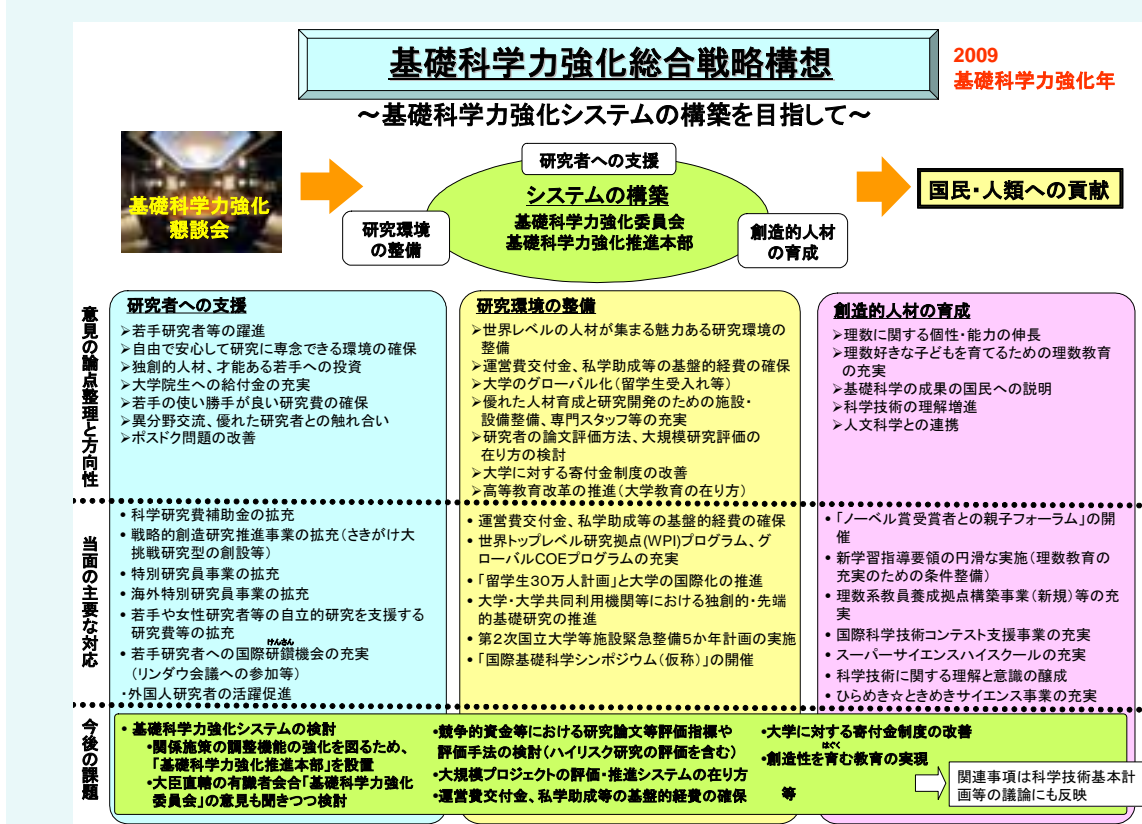 基礎科学力強化総合戦略構想
2009
基礎科学力強化年
～基礎科学力強化システムの構築を目指して～
基礎科学力強化
懇談会
研究者への支援
システムの構築
基礎科学力強化委員会
基礎科学力強化推進本部
研究環境
の整備
創造的人材
の育成
国民・人類への貢献
意見の論点整理と方向性
研究者への支援
➢若手研究者等の躍進
➢自由で安心して研究に専念できる環境の確保
➢独創的人材、才能ある若手への投資
➢大学院生への給付金の充実
➢若手の使い勝手が良い研究費の確保
➢異分野交流、優れた研究者との触れ合い
➢ポスドク問題の改善
研究環境の整備
➢世界レベルの人材が集まる魅力ある研究環境の
整備
➢運営費交付金、私学助成等の基盤的経費の確保
➢大学のグローバル化（留学生受入れ等）
➢優れた人材育成と研究開発のための施設・
設備整備、専門スタッフ等の充実
➢研究者の論文評価方法、大規模研究評価の
在り方の検討
➢大学に対する寄付金制度の改善
➢高等教育改革の推進（大学教育の在り方）
創造的人材の育成
➢理数に関する個性・能力の伸長
➢理数好きな子どもを育てるための理数教育
の充実
➢基礎科学の成果の国民への説明
➢科学技術の理解増進
➢人文科学との連携
当面の主要な対応
• 科学研究費補助金の拡充
• 戦略的創造研究推進事業の拡充（さきがけ大
挑戦研究型の創設等）
• 特別研究員事業の拡充
• 海外特別研究員事業の拡充
• 若手や女性研究者等の自立的研究を支援する
研究費等の拡充
けんさん
• 若手研究者への国際研鑽機会の充実
（リンダウ会議への参加等）
・外国人研究者の活躍促進
• 運営費交付金、私学助成等の基盤的経費の確保
• 世界トップレベル研究拠点(WPI)プログラム、グ
ローバルCOEプログラムの充実
• 「留学生３０万人計画」と大学の国際化の推進
• 大学・大学共同利用機関等における独創的・先端
的基礎研究の推進
• 第２次国立大学等施設緊急整備５か年計画の実施
• 「国際基礎科学シンポジウム（仮称）」の開催
• 「ノーベル賞受賞者との親子フォーラム」の開
催
• 新学習指導要領の円滑な実施（理数教育の
充実のための条件整備）
• 理数系教員養成拠点構築事業（新規）等の充
実
• 国際科学技術コンテスト支援事業の充実
• スーパーサイエンスハイスクールの充実
• 科学技術に関する理解と意識の醸成
• ひらめき☆ときめきサイエンス事業の充実
今後の課題
• 基礎科学力強化システムの検討
•関係施策の調整機能の強化を図るため、
「基礎科学力強化推進本部」を設置
•大臣直轄の有識者会合「基礎科学力強化
委員会」の意見も聞きつつ検討
•競争的資金等における研究論文等評価指標や
評価手法の検討（ハイリスク研究の評価を含む）
•大規模プロジェクトの評価・推進システムの在り方
•運営費交付金、私学助成等の基盤的経費の確保
•大学に対する寄付金制度の改善
はぐく
•創造性を育む教育の実現
等
関連事項は科学技術基本計
画等の議論にも反映